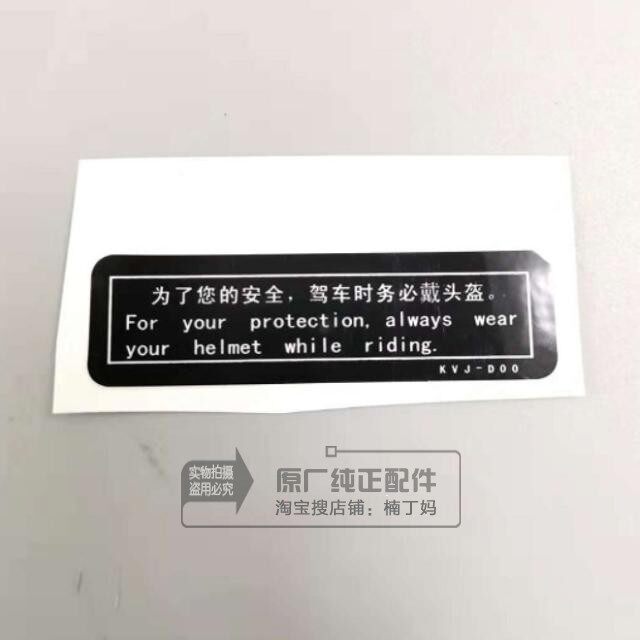 为了您的安全，驾车时务必戴头盔。
For your protection, always wear
your helmet while riding.
KVJ-D00
实物拍摄
盗用必究
原厂纯正配件
淘宝搜店铺：楠丁妈